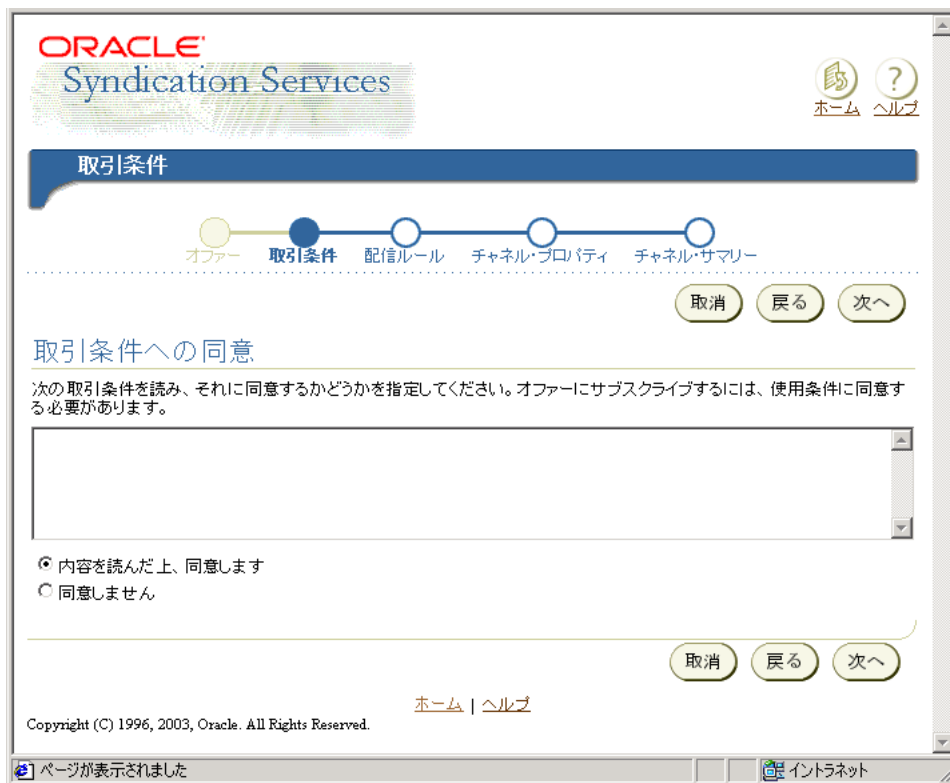 ORACLE
Syndication Services
ホーム ヘルプ
取引条件
オファー 取引条件 配信ルール チャネル・プロパティ チャネル・サマリー
取消 戻る 次へ
取引条件への同意
次の取引条件を読み、それに同意するかどうかを指定してください。オファーにサブスクライブするには、使用条件に同意す
る必要があります。
内容を読んだ上、同意します
同意しません
取消 戻る 次へ
ホーム | ヘルプ
Copyright (C) 1996, 2003, Oracle. All Rights Reserved.
ページが表示されました イントラネット